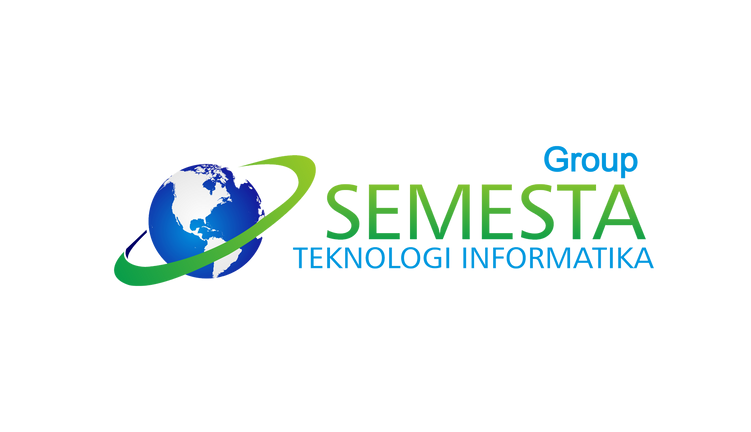 Group
SEMESTA
TEKNOLOGI INFORMATIKA